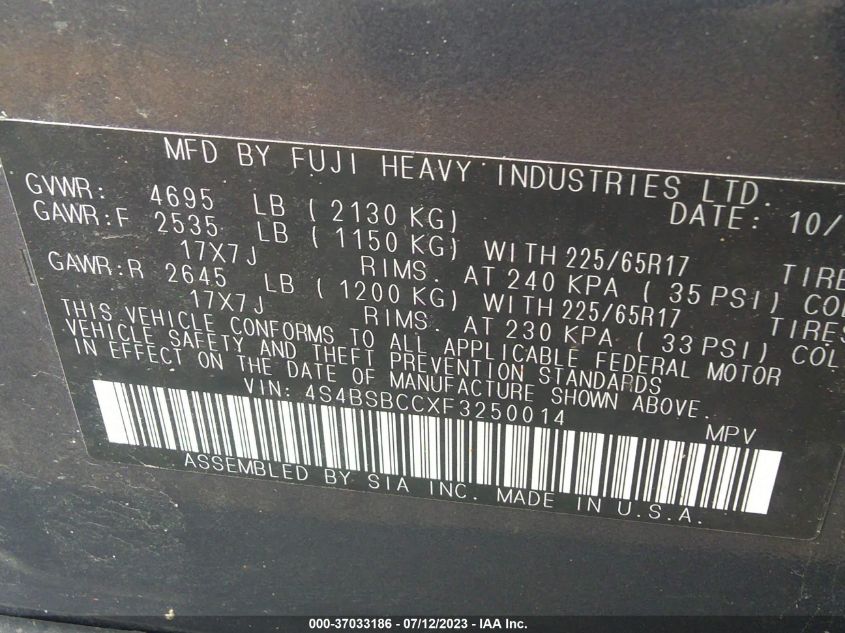 MFD BY FUJI HEAVY INDUSTRIES LTD.
GVWR: 4695 LB ( 2130 KG) DATE: 10/
GAWR:F 2535 LB ( 1150 KG) WITH 225/65R17 TIRE
17X7J RIMS. AT 240 KPA ( 35 PSI) COL
GAWR:R 2645 LB ( 1200 KG) WITH 225/65R17 TIRES
17X7J RIMS. AT 230 KPA ( 33 PSI) COL
THIS VEHICLE CONFORMS TO ALL APPLICABLE FEDERAL MOTOR
VEHICLE SAFETY AND THEFT PREVENTION STANDARDS
IN EFFECT ON THE DATE OF MANUFACTURE SHOWN ABOVE.
VIN: 4S4BSBCCXF3250014 MPV
ASSEMBLED BY SIA INC. MADE IN U.S.A.
000-37033186 - 07/12/2023 - IAA Inc.